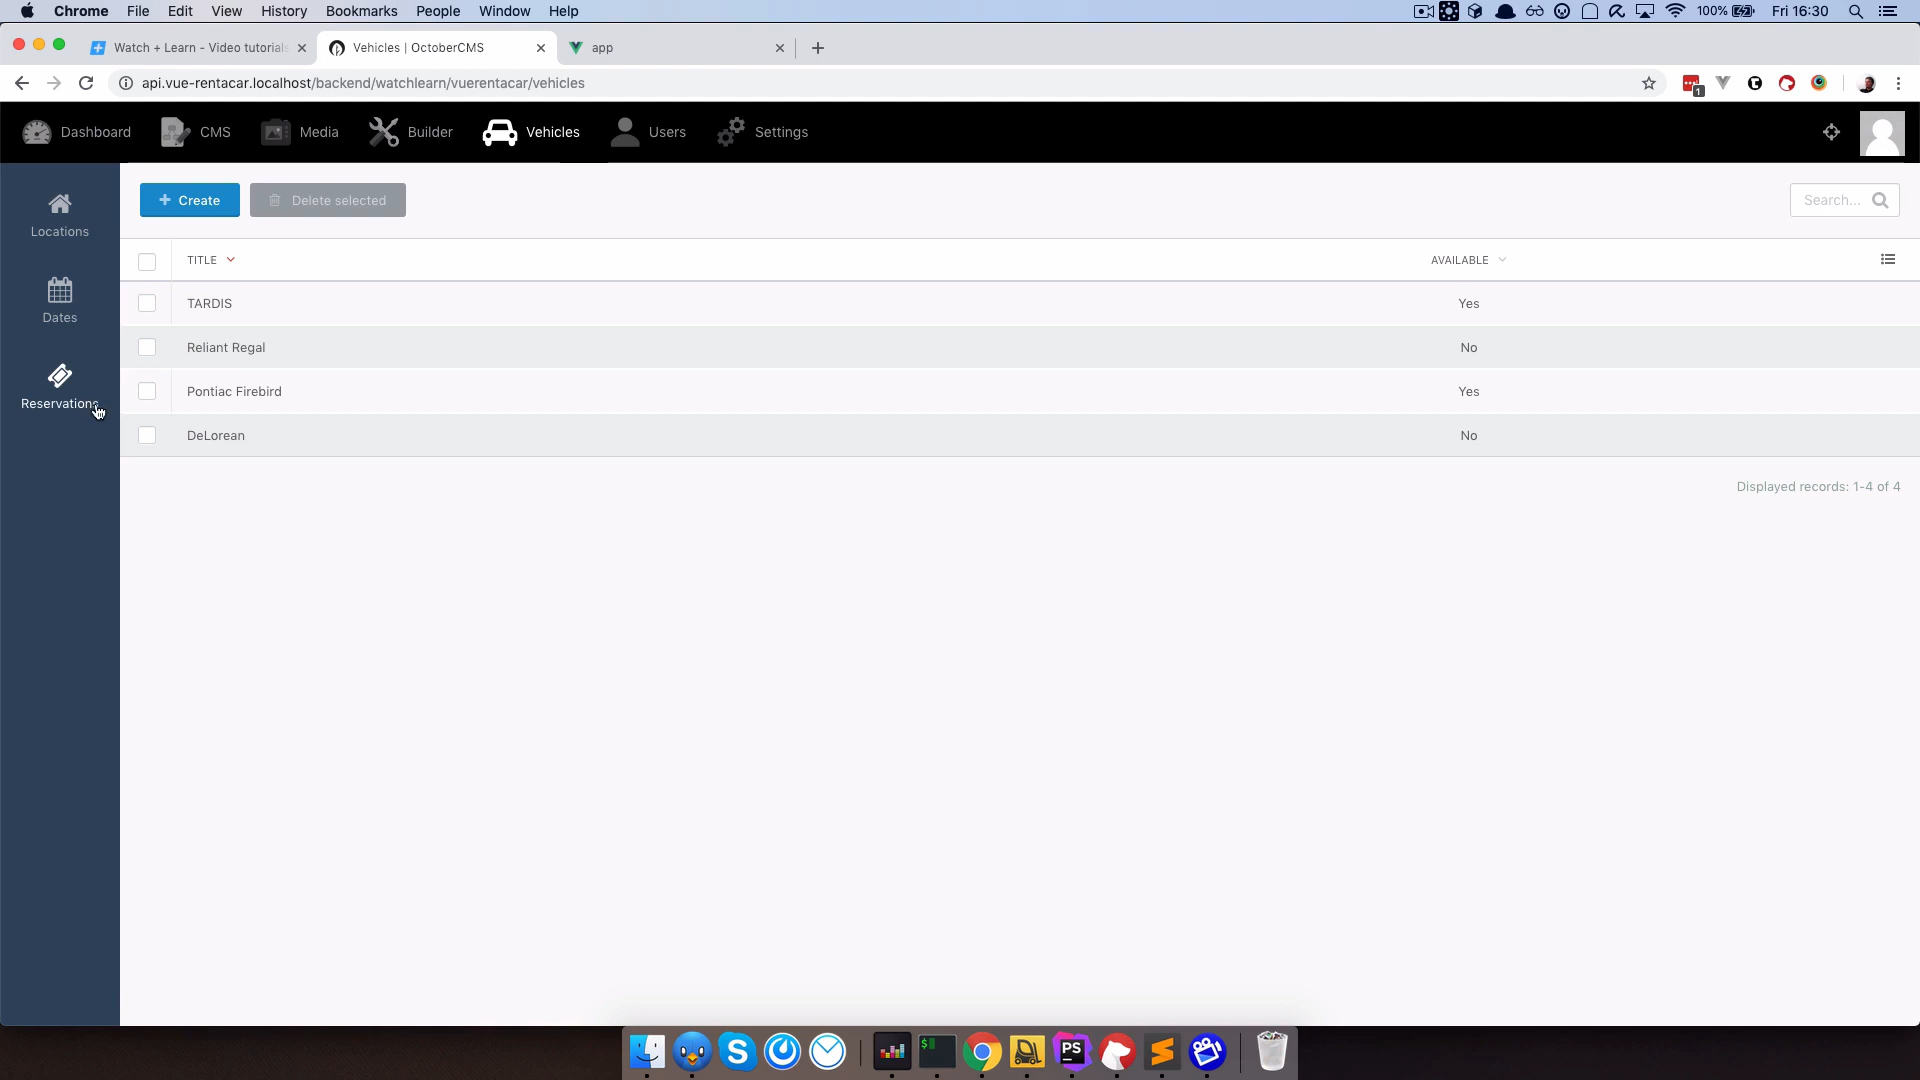 Chrome File Edit View History Bookmarks People Window Help 100% Fri 16:30
Watch + Learn - Video tutorials Vehicles | OctoberCMS app
api.vue-rentacar.localhost/backend/watchlearn/vuerentacar/vehicles 1
Dashboard CMS Media Builder Vehicles Users Settings
Locations
Dates
Reservations
Create Delete selected Search...
TITLE AVAILABLE
TARDIS Yes
Reliant Regal No
Pontiac Firebird Yes
DeLorean No
Displayed records: 1-4 of 4
S $ PS